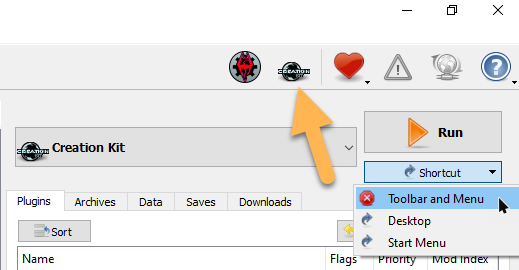 CREATION
Creation Kit
Run
Shortcut
Plugins Archives Data Saves Downloads
Toolbar and Menu
Desktop
Start Menu
Sort
Name Flags Priority Mod Index